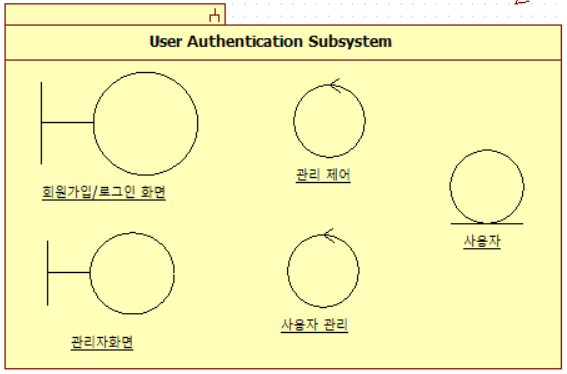 User Authentication Subsystem
회원가입/로그인 화면
관리 제어
사용자
관리자화면
사용자 관리